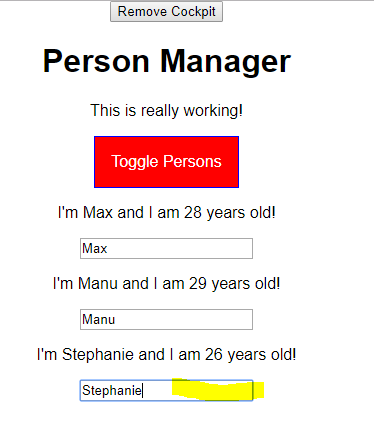 Remove Cockpit
Person Manager
This is really working!
Toggle Persons
I'm Max and I am 28 years old!
Max
I'm Manu and I am 29 years old!
Manu
I'm Stephanie and I am 26 years old!
Stephanie